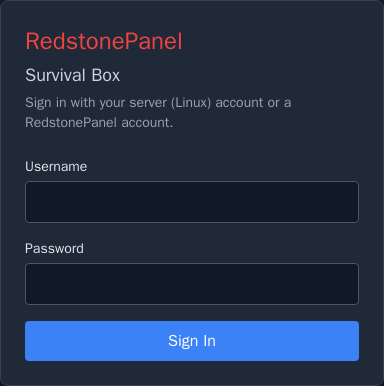 RedstonePanel
Survival Box
Sign in with your server (Linux) account or a
RedstonePanel account.
Username
Password
Sign In